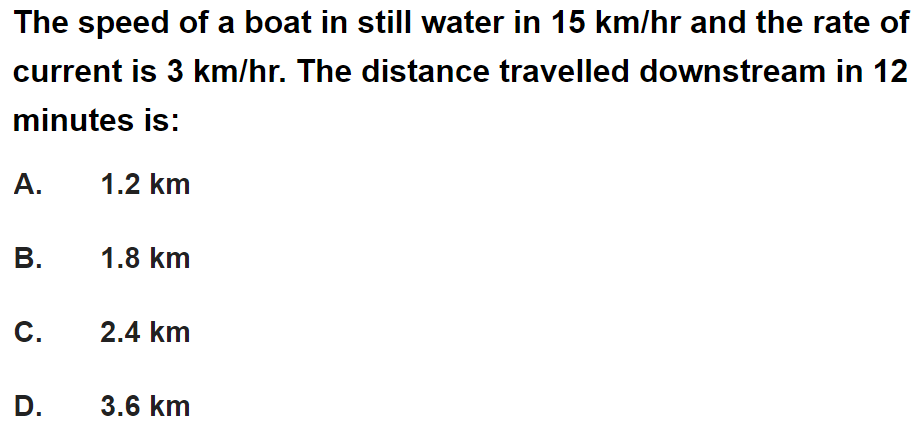 The speed of a boat in still water in 15 km/hr and the rate of
current is 3 km/hr. The distance travelled downstream in 12
minutes is:
A. 1.2 km
B. 1.8 km
C. 2.4 km
D. 3.6 km